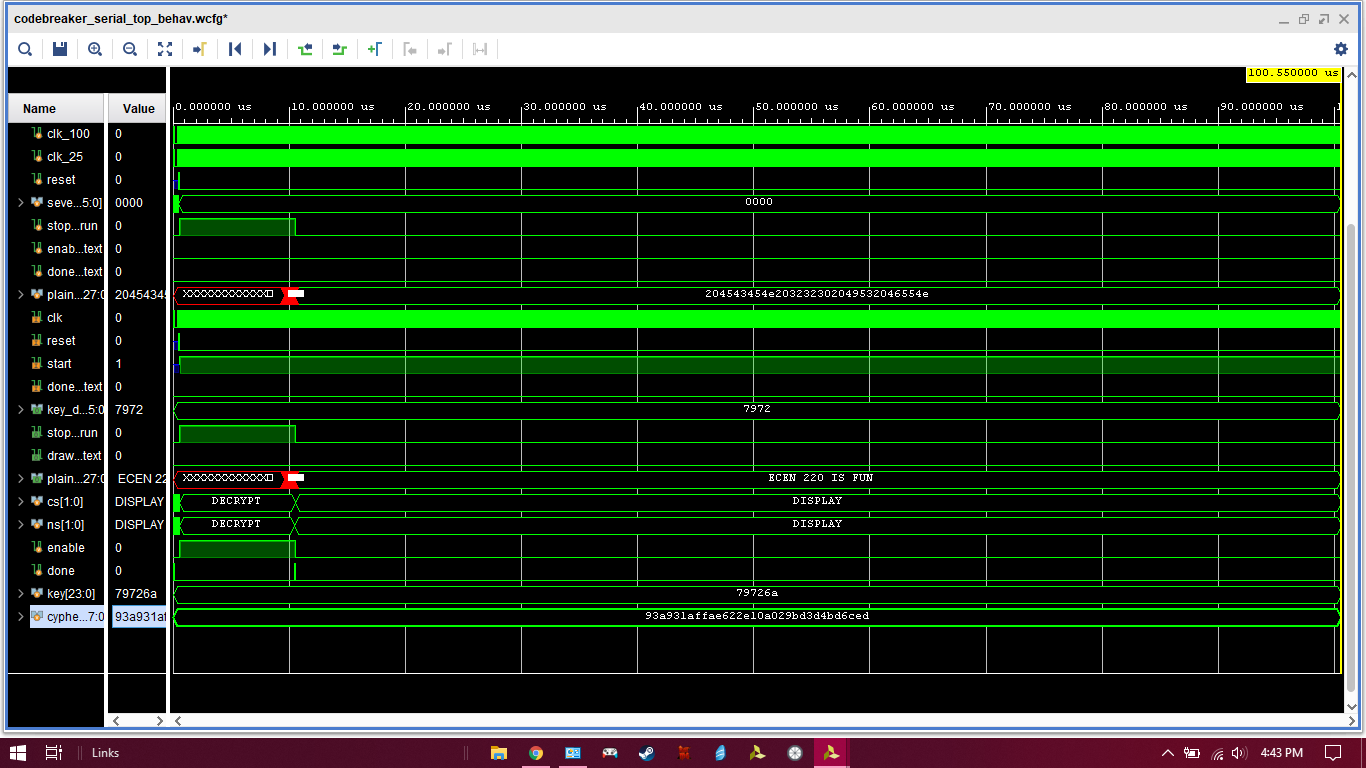 codebreaker_serial_top_behav.wcfg*
100.550000 us
Name Value
0.000000 us 10.000000 us 20.000000 us 30.000000 us 40.000000 us 50.000000 us 60.000000 us 70.000000 us 80.000000 us 90.000000 us
clk_100 0
clk_25 0
reset 0
seve...5:0] 0000 0000
stop...run 0
enab...text 0
done...text 0
plain...27:0 20454345 XXXXXXXXXXXX 204543454e20323232302049532046554e
clk 0
reset 0
start 1
done...text 0
key_d...5:0 7972 7972
stop...run 0
draw...text 0
plain...27:0 ECEN 22 XXXXXXXXXXXX ECEN 220 IS FUN
cs[1:0] DISPLAY DECRYPT DISPLAY
ns[1:0] DISPLAY DECRYPT DISPLAY
enable 0
done 0
key[23:0] 79726a 79726a
cyphe...7:0 93a931af 93a931affae622e10a029bd3d4bd6ced
Links
4:43 PM